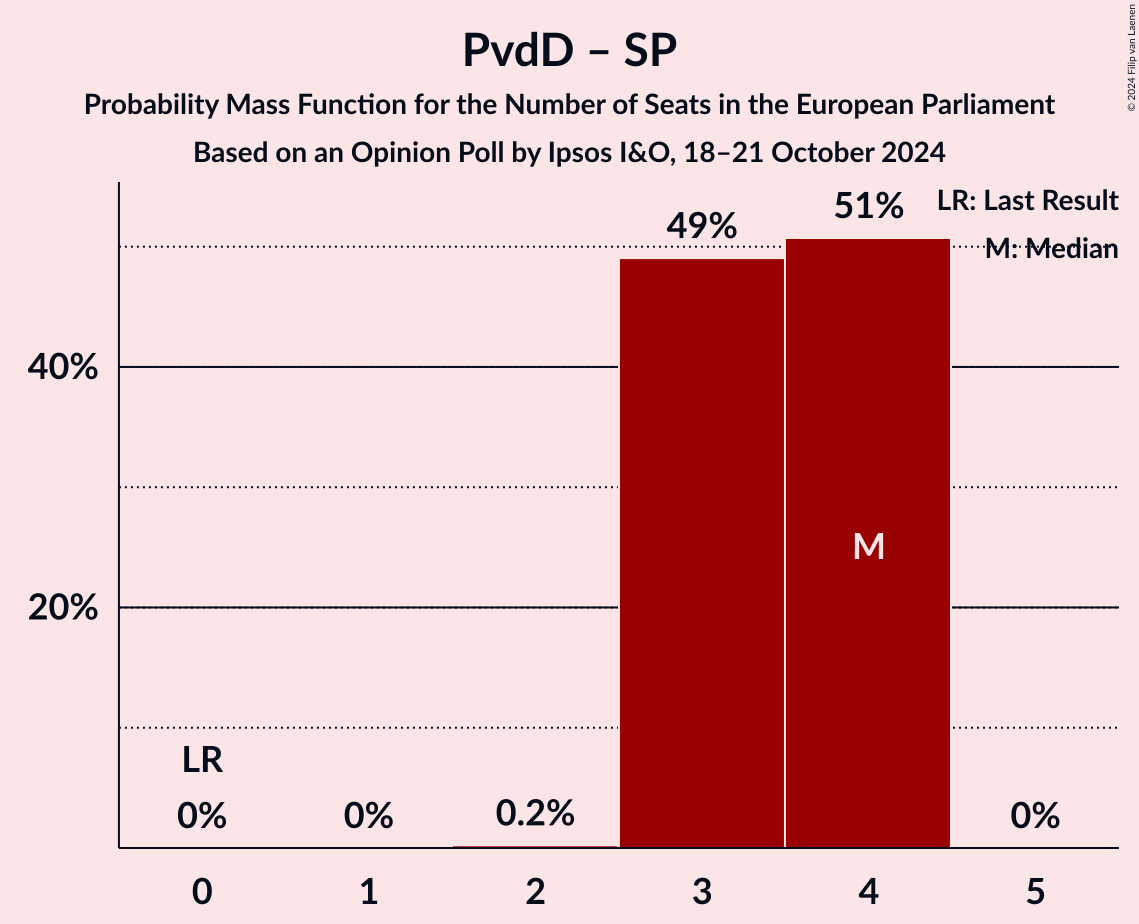 PvdD – SP
Probability Mass Function for the Number of Seats in the European Parliament
Based on an Opinion Poll by Ipsos I&O, 18–21 October 2024
© 2024 Filip van Laenen
LR: Last Result
M: Median
51%
49%
40%
M
20%
LR
0% 0% 0.2% 0%
0 1 2 3 4 5